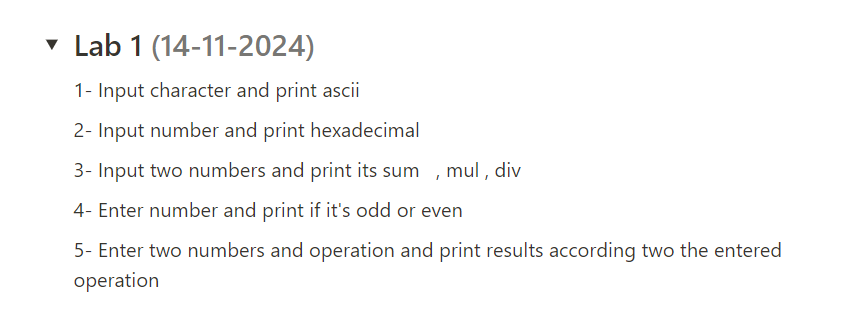 Lab 1 (14-11-2024)
1- Input character and print ascii
2- Input number and print hexadecimal
3- Input two numbers and print its sum , mul , div
4- Enter number and print if it's odd or even
5- Enter two numbers and operation and print results according two the entered
operation